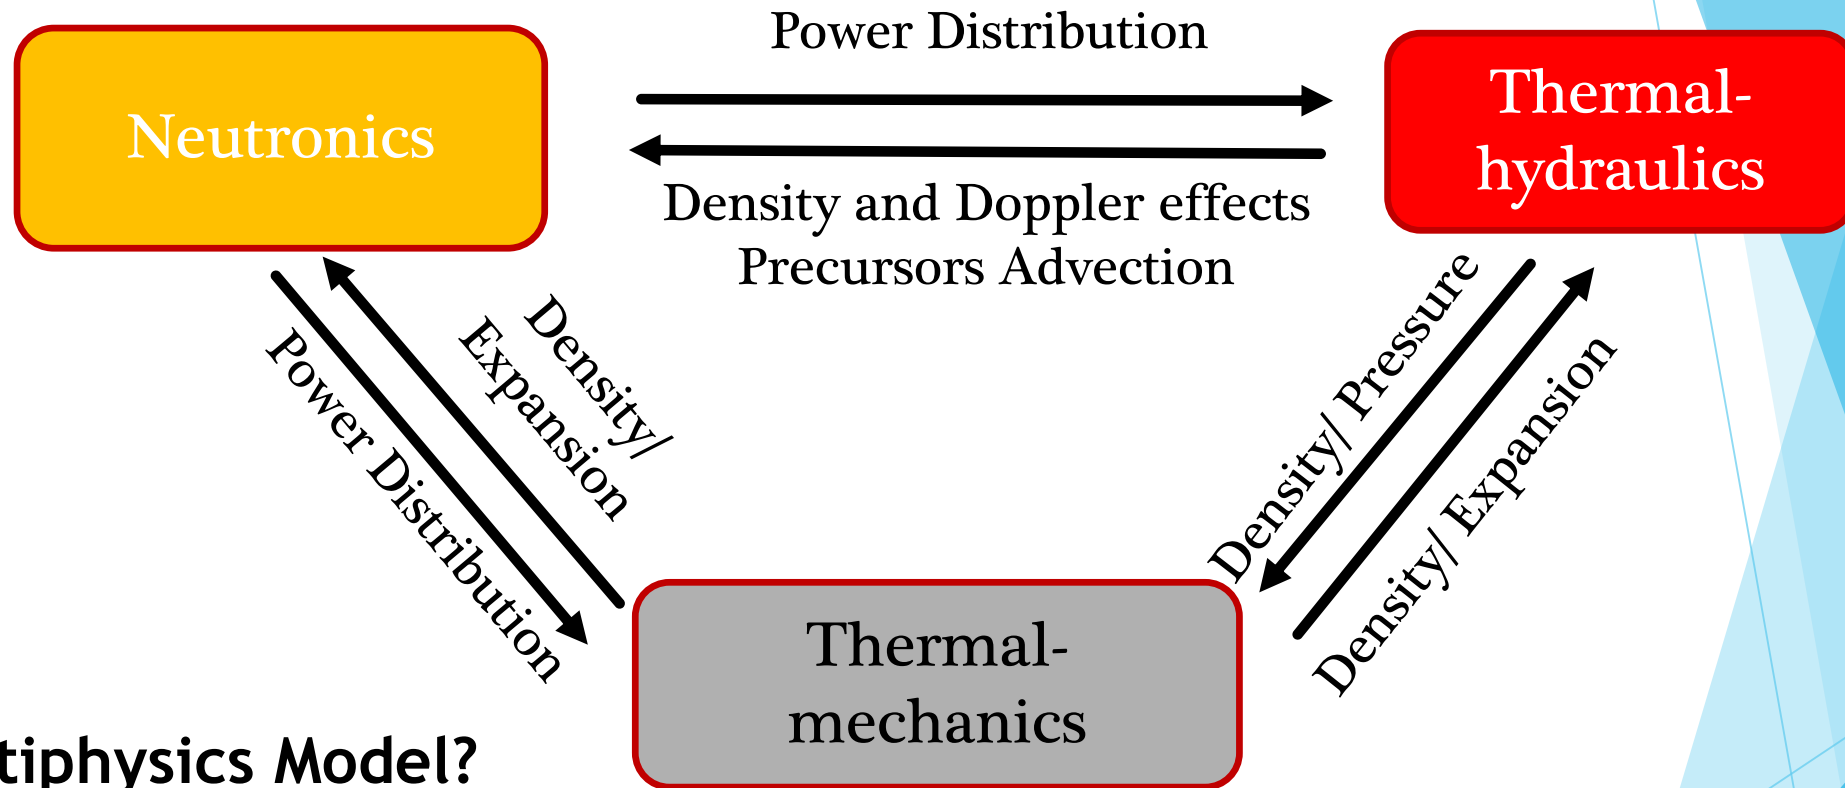 Power Distribution
Neutronics
Thermal-
hydraulics
Density and Doppler effects
Precursors Advection
Density/
Expansion
Power Distribution
Density/ Pressure
Density/ Expansion
Thermal-
mechanics
tiphysics Model?